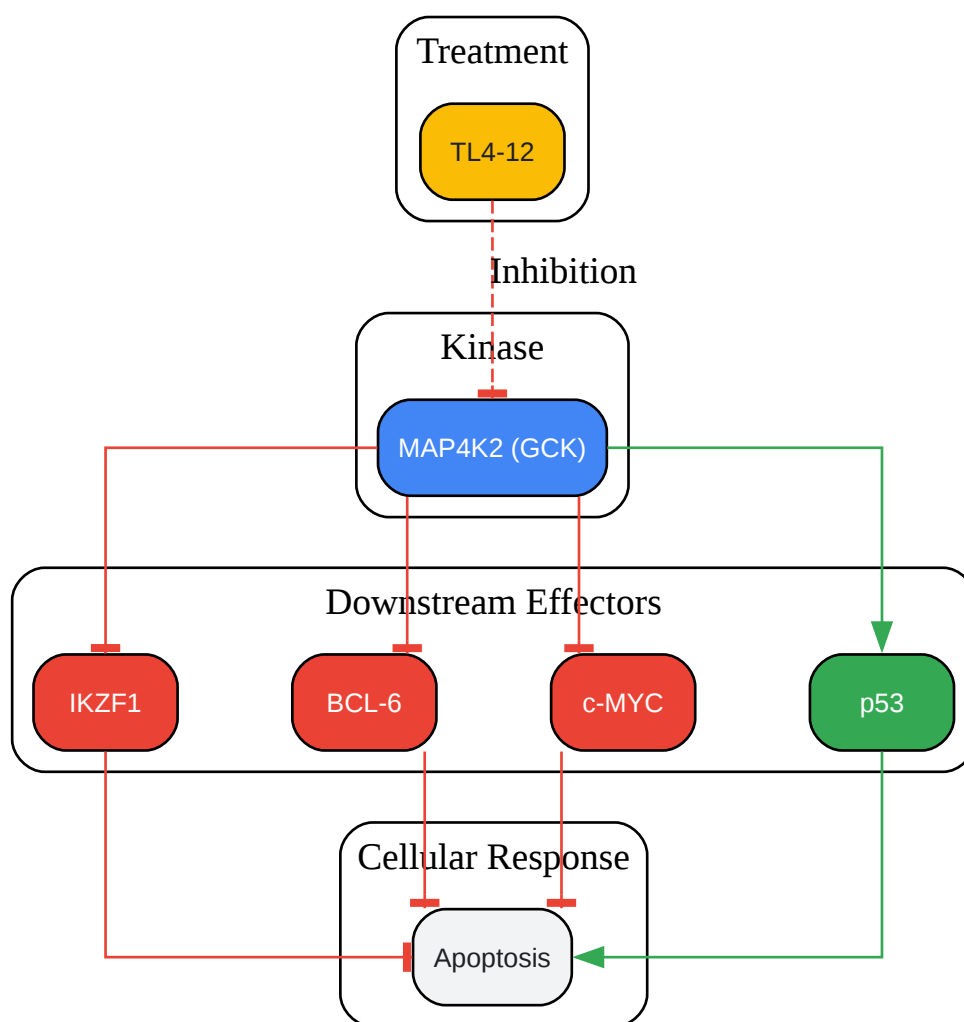 Treatment
TL4-12
Inhibition
Kinase
MAP4K2 (GCK)
Downstream Effectors
IKZF1
BCL-6
c-MYC
p53
Cellular Response
Apoptosis